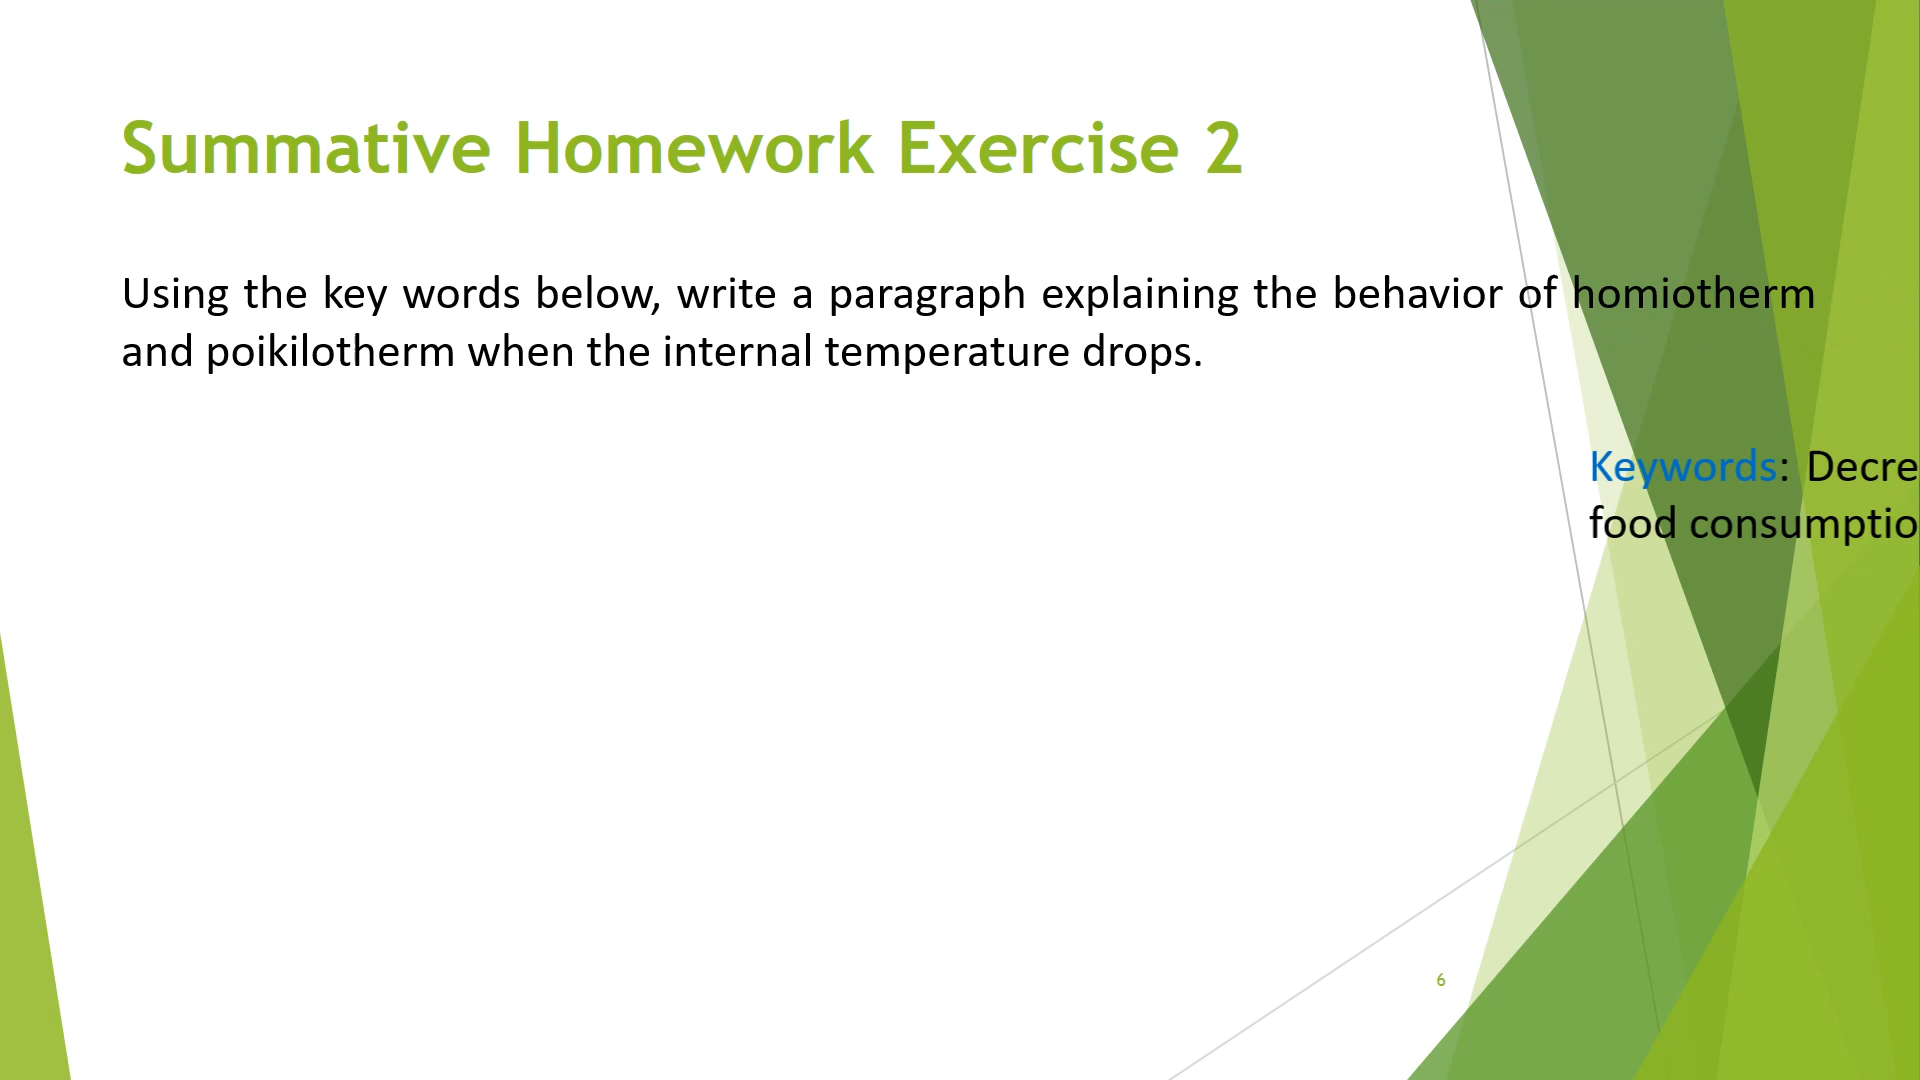 Summative Homework Exercise 2
Using the key words below, write a paragraph explaining the behavior of homiotherm
and poikilotherm when the internal temperature drops.
Keywords: Decre
food consumptio
6